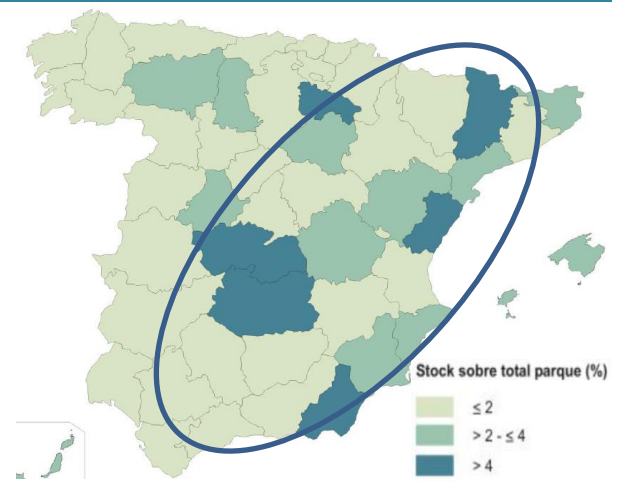 Stock sobre total parque (%)
≤ 2
> 2 - ≤ 4
> 4